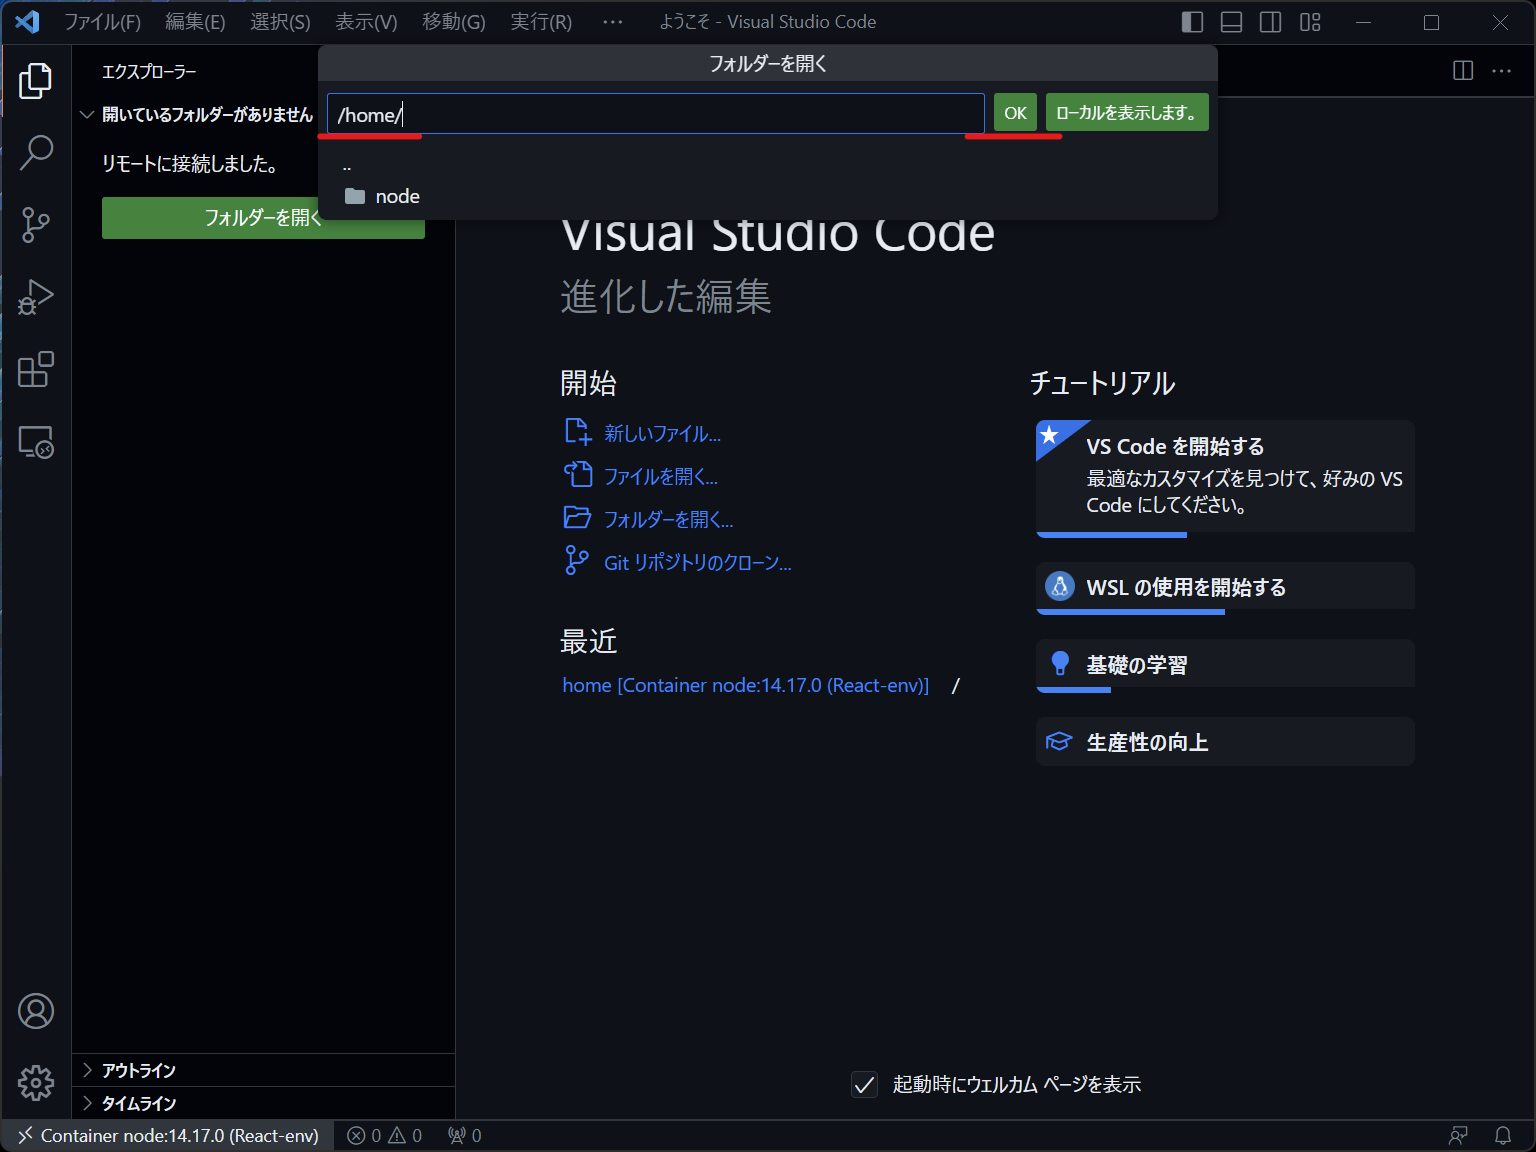 ファイル(F) 編集(E) 選択(S) 表示(V) 移動(G) 実行(R) ··· ようこそ - Visual Studio Code
エクスプローラー
開いているフォルダーがありません
リモートに接続しました。
フォルダーを開く
フォルダーを開く
/home/
OK
ローカルを表示します。
..
node
Visual Studio Code
進化した編集
開始
新しいファイル...
ファイルを開く...
フォルダーを開く...
Git リポジトリのクローン...
最近
home [Container node:14.17.0 (React-env)] /
チュートリアル
VS Code を開始する
最適なカスタマイズを見つけて、好みの VS
Code にしてください。
WSL の使用を開始する
基礎の学習
生産性の向上
起動時にウェルカム ページを表示
アウトライン
タイムライン
Container node:14.17.0 (React-env) 0 0 0